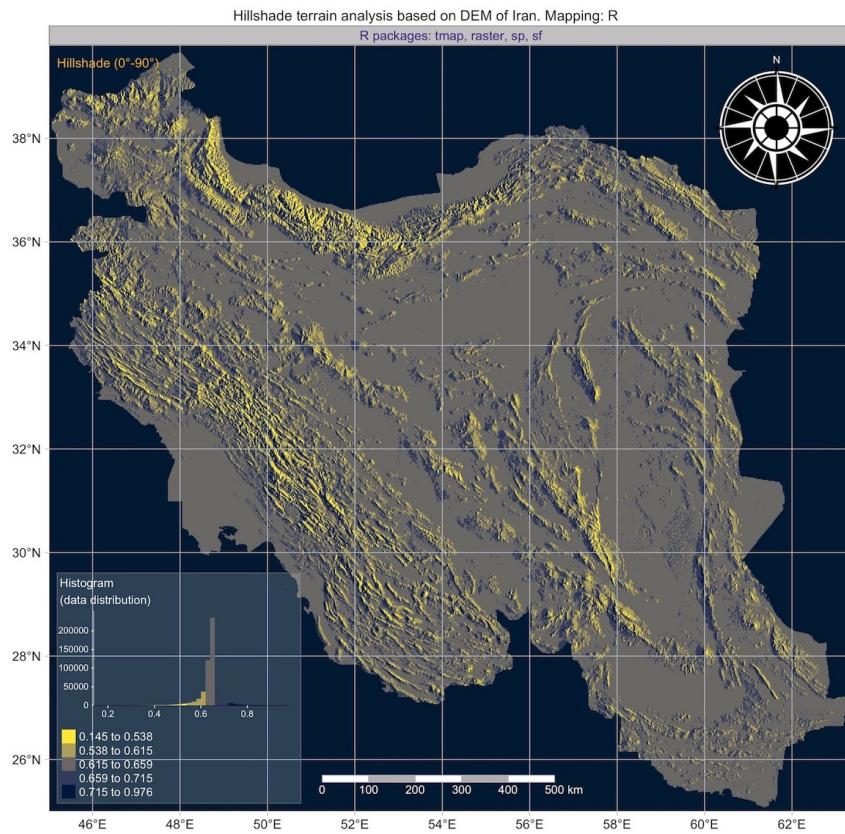 Hillshade terrain analysis based on DEM of Iran. Mapping: R
R packages: tmap, raster, sp, sf
Hillshade (0°-90°)
N
38°N
36°N
34°N
32°N
30°N
28°N
26°N
Histogram
(data distribution)
200000
150000
100000
50000
0
0.2 0.4 0.6 0.8
0.145 to 0.538
0.538 to 0.615
0.615 to 0.659
0.659 to 0.715
0.715 to 0.976
0 100 200 300 400 500 km
46°E 48°E 50°E 52°E 54°E 56°E 58°E 60°E 62°E